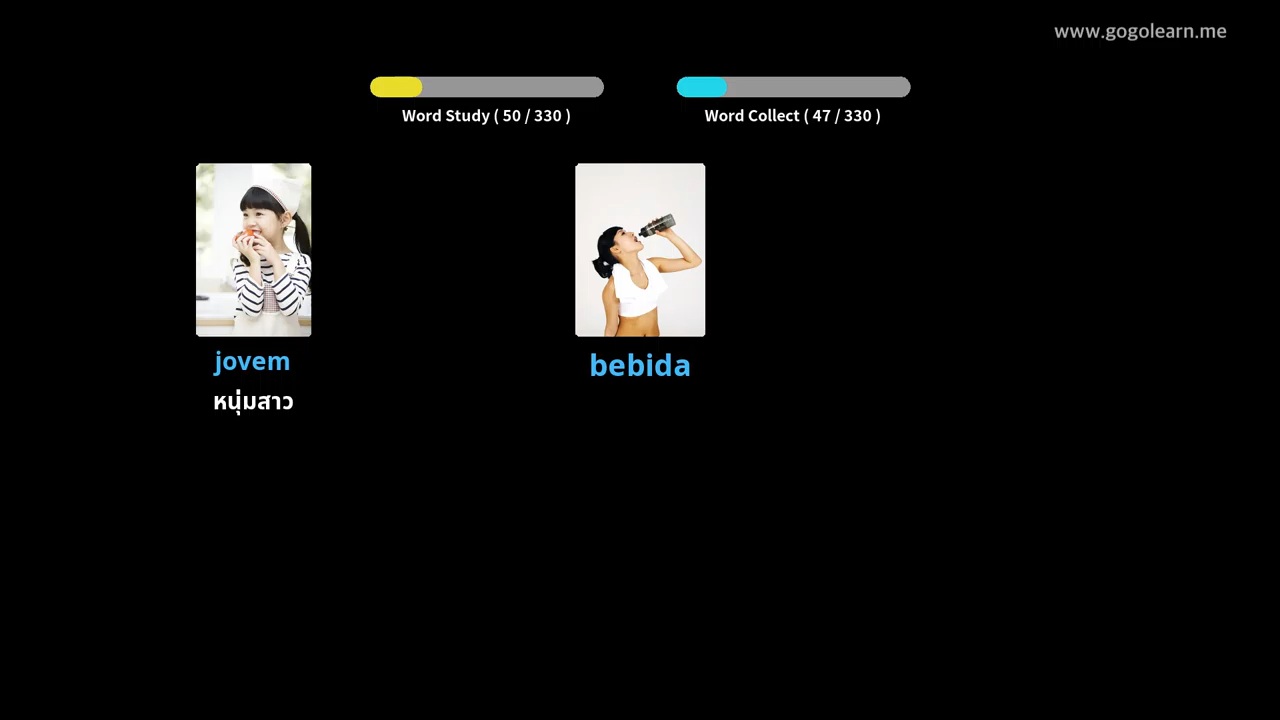 www.gogolearn.me
Word Study ( 50 / 330 )
Word Collect ( 47 / 330 )
jovem
หนุ่มสาว
bebida